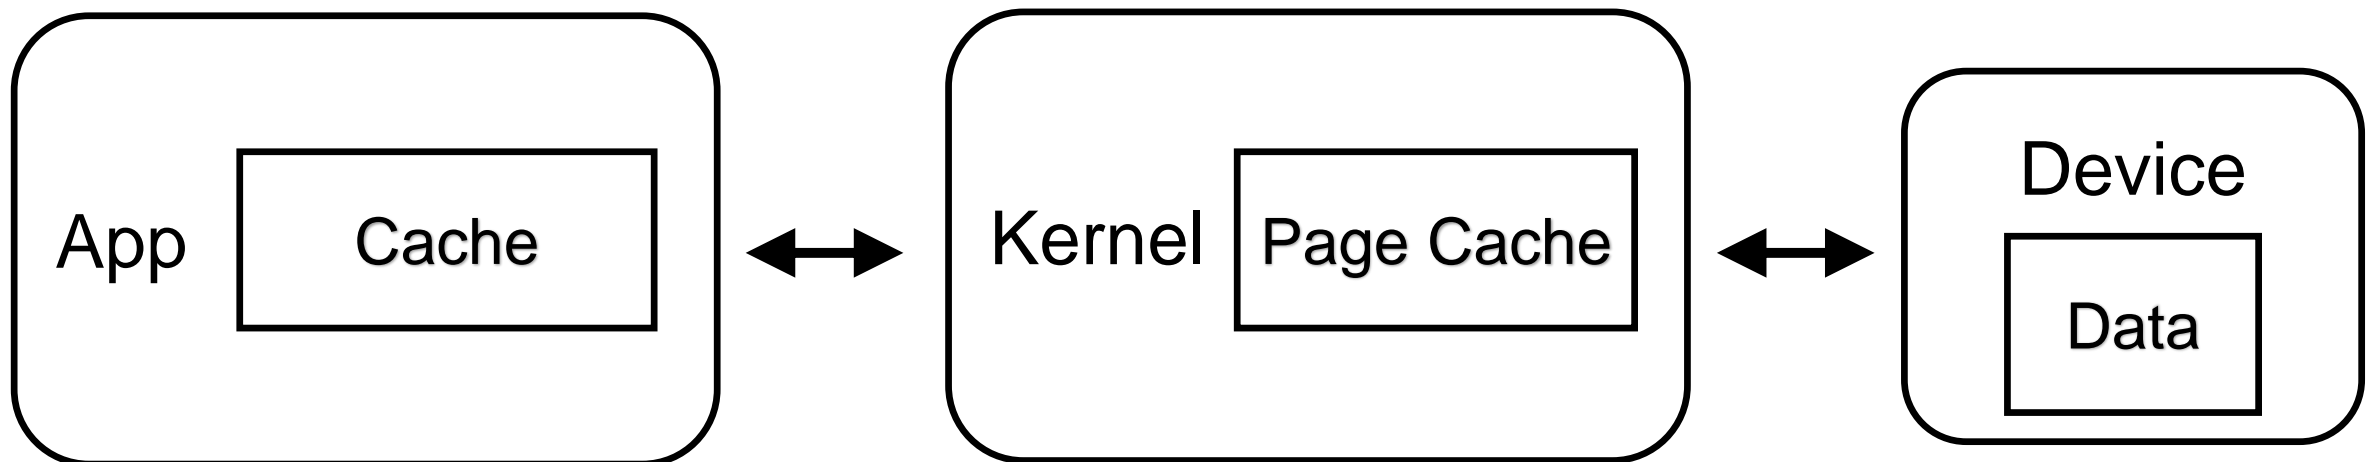 App
Cache
Kernel
Page Cache
Device
Data